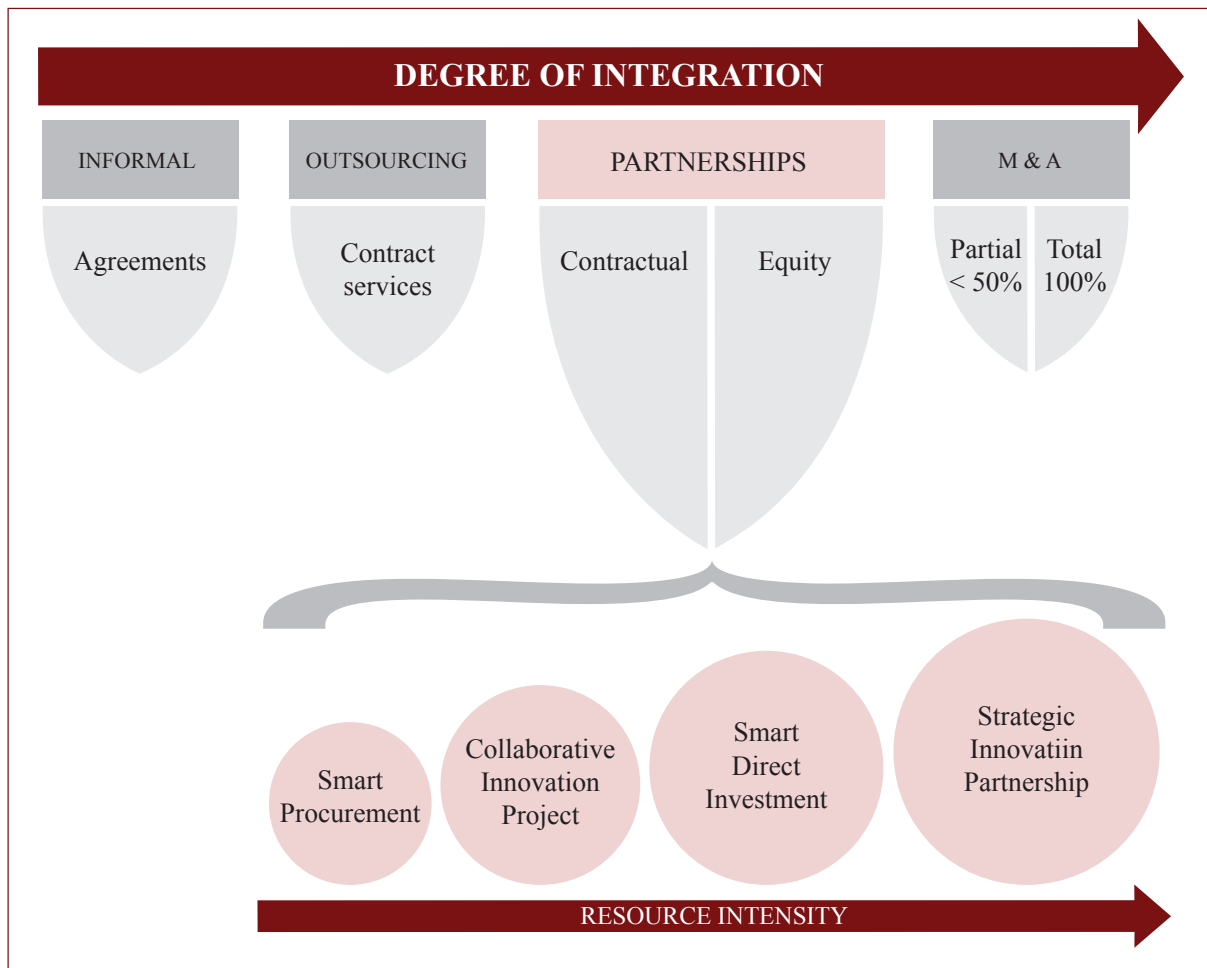 DEGREE OF INTEGRATION
INFORMAL
Agreements
OUTSOURCING
Contract
services
PARTNERSHIPS
Contractual
Equity
M & A
Partial
< 50%
Total
100%
Smart
Procurement
Collaborative
Innovation
Project
Smart
Direct
Investment
Strategic
Innovatiin
Partnership
RESOURCE INTENSITY